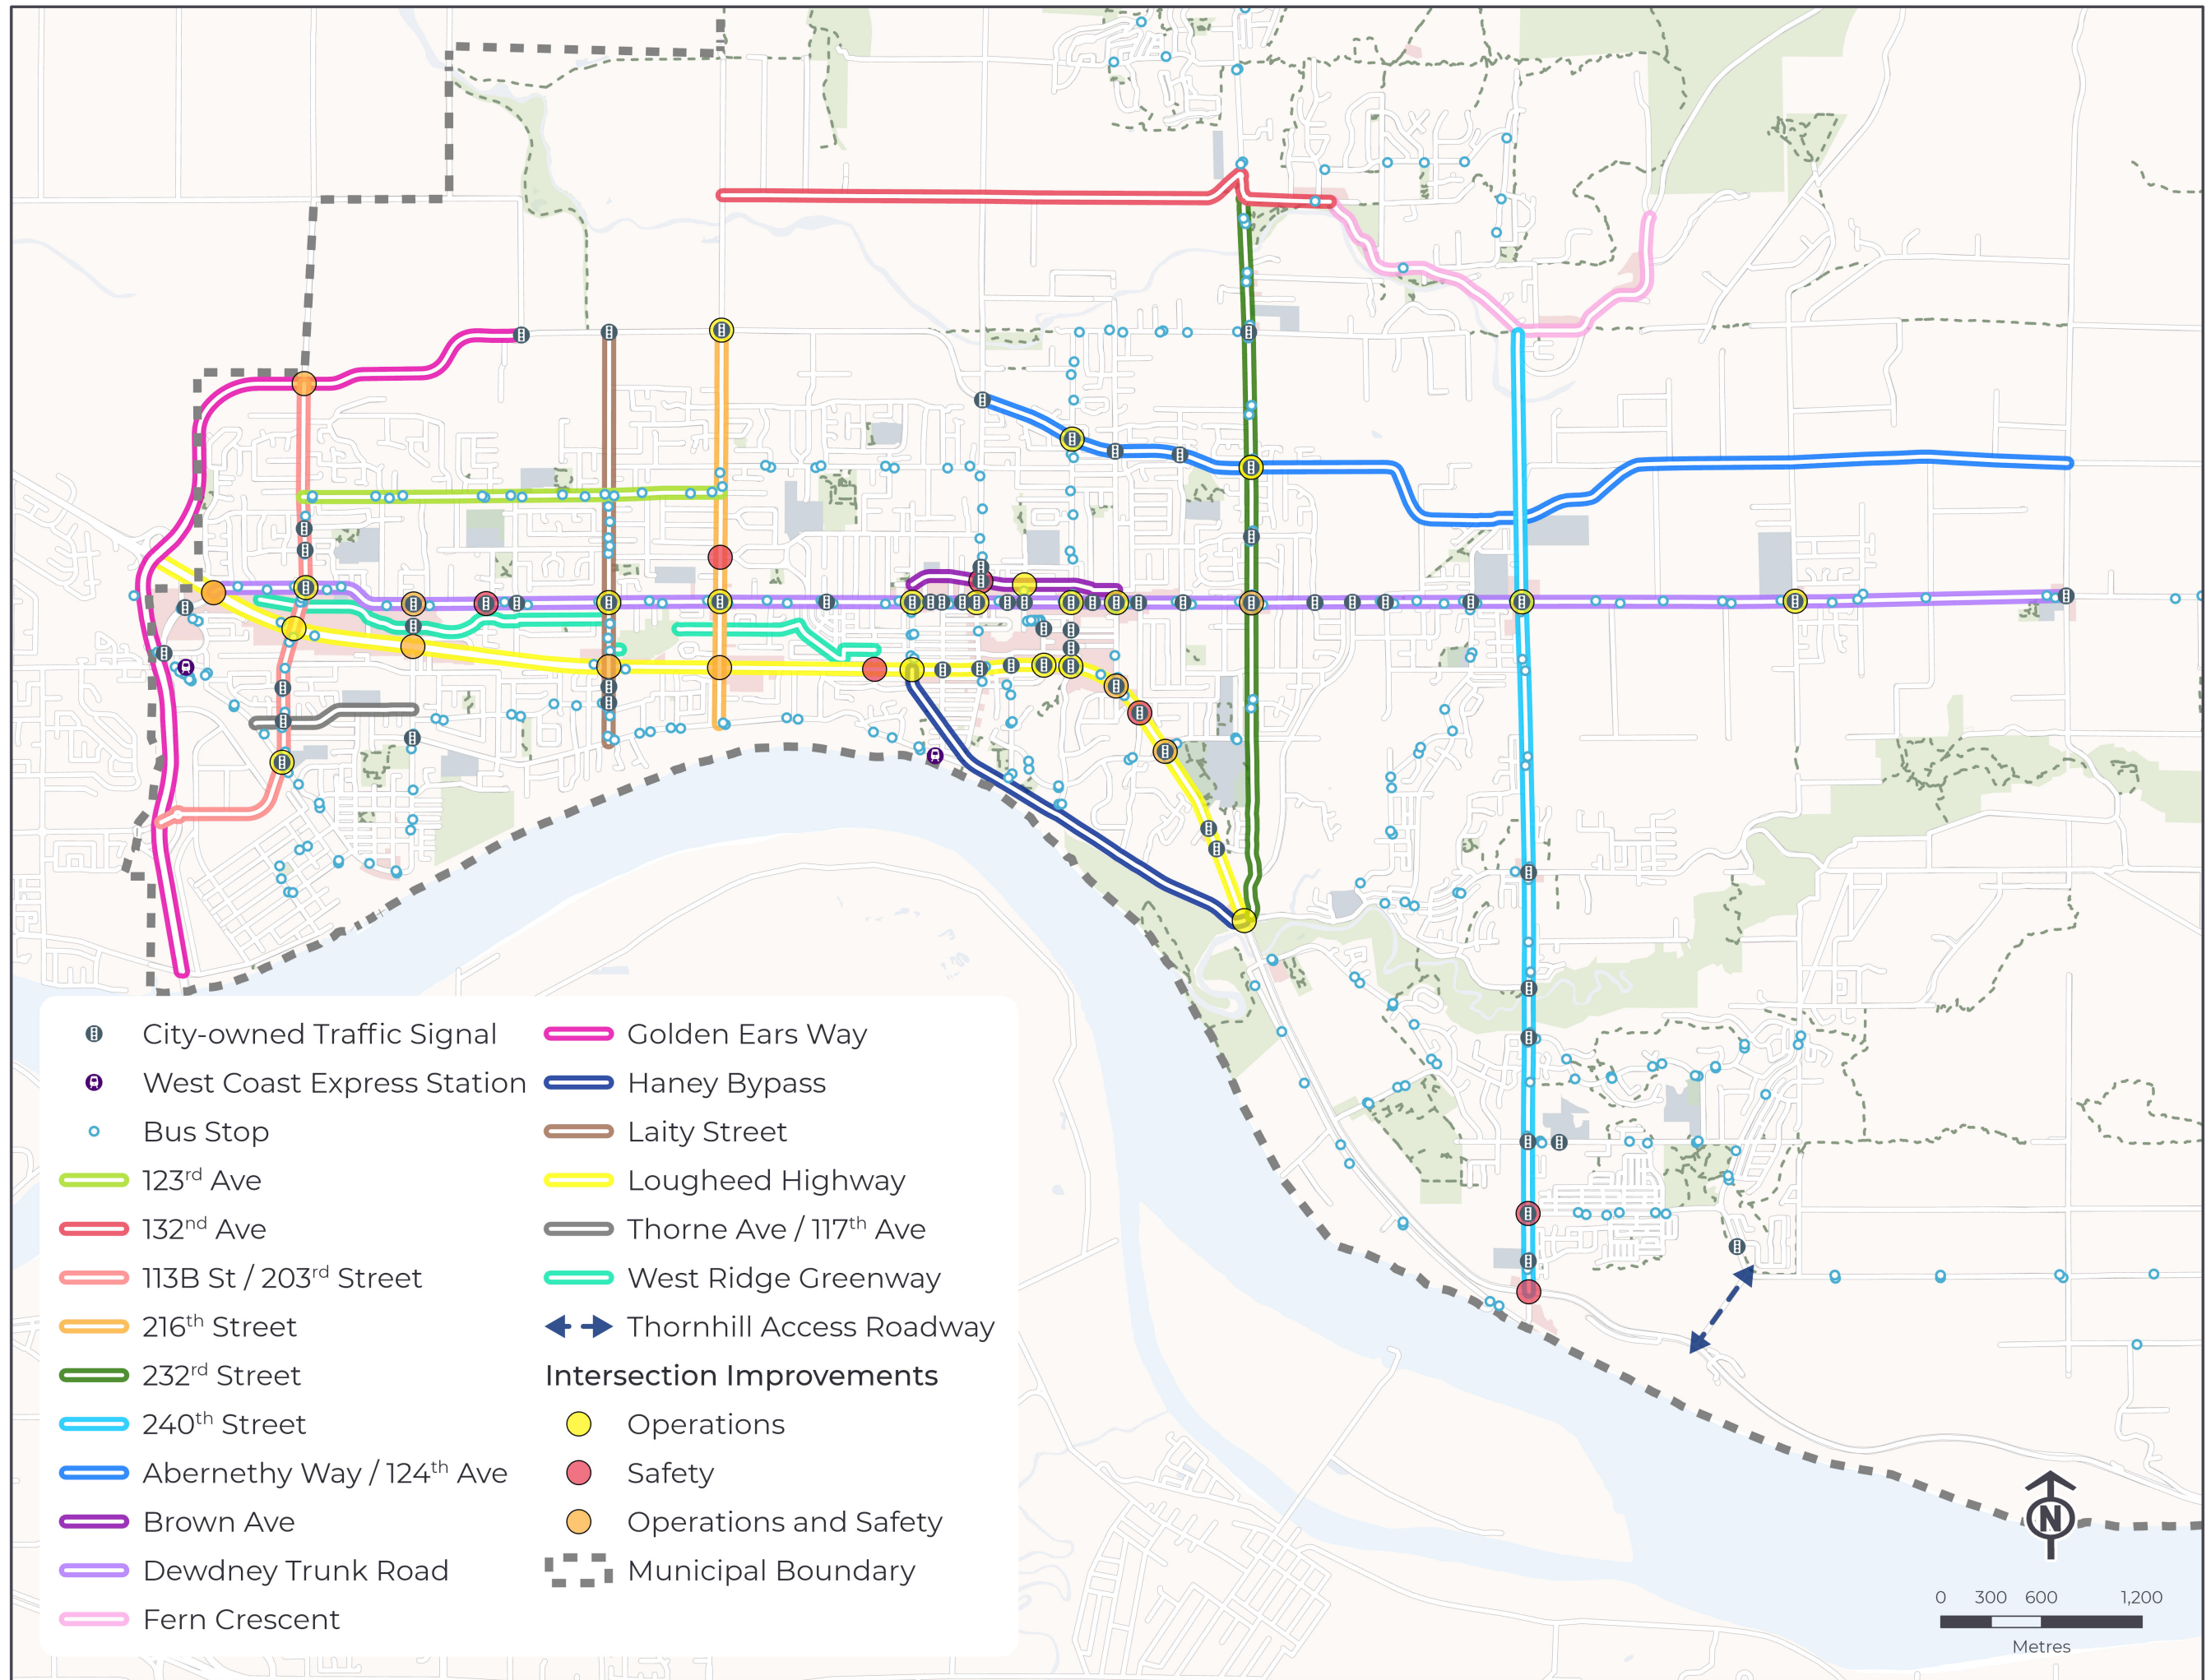 City-owned Traffic Signal
West Coast Express Station
Bus Stop
123rd Ave
132nd Ave
113B St / 203rd Street
216th Street
232rd Street
240th Street
Abernethy Way / 124th Ave
Brown Ave
Dewdney Trunk Road
Fern Crescent
Golden Ears Way
Haney Bypass
Laity Street
Lougheed Highway
Thorne Ave / 117th Ave
West Ridge Greenway
Thornhill Access Roadway
Intersection Improvements
Operations
Safety
Operations and Safety
Municipal Boundary
N
0 300 600 1,200
Metres